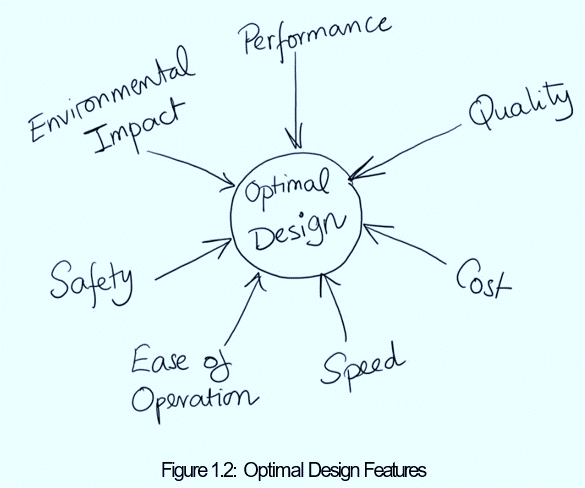 Performance
Environmental
Impact
Quality
Optimal
Design
Safety
Cost
Ease of
Operation
Speed
Figure 1.2: Optimal Design Features